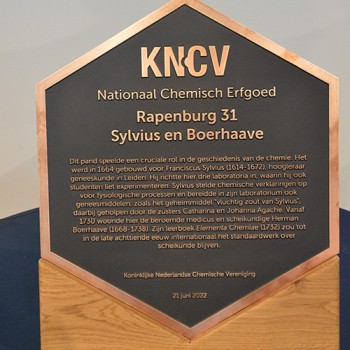 KNCV
Nationaal Chemisch Erfgoed
Rapenburg 31
Sylvius en Boerhaave
Dit pand speelde een cruciale rol in de geschiedenis van de chemie. Het
werd in 1664 gebouwd voor Franciscus Sylvius (1614-1672), hoogleraar
geneeskunde in Leiden. Hij richtte hier drie laboratoria in, waarin hij ook
studenten liet experimenteren. Sylvius stelde chemische verklaringen op
voor fysiologische processen en bereidde in zijn laboratorium ook
geneesmiddelen, zoals het geheimmiddel "vluchtig zout van Sylvius",
daarbij geholpen door de zusters Catharina en Johanna Agache. Vanaf
1730 woonde hier de beroemde medicus en scheikundige Herman
Boerhaave (1668-1738). Zijn leerboek Elementa Chemiae (1732) zou tot
in de late achttiende eeuw internationaal het standaardwerk over
scheikunde blijven.
Koninklijke Nederlandse Chemische Vereniging
21 juni 2022